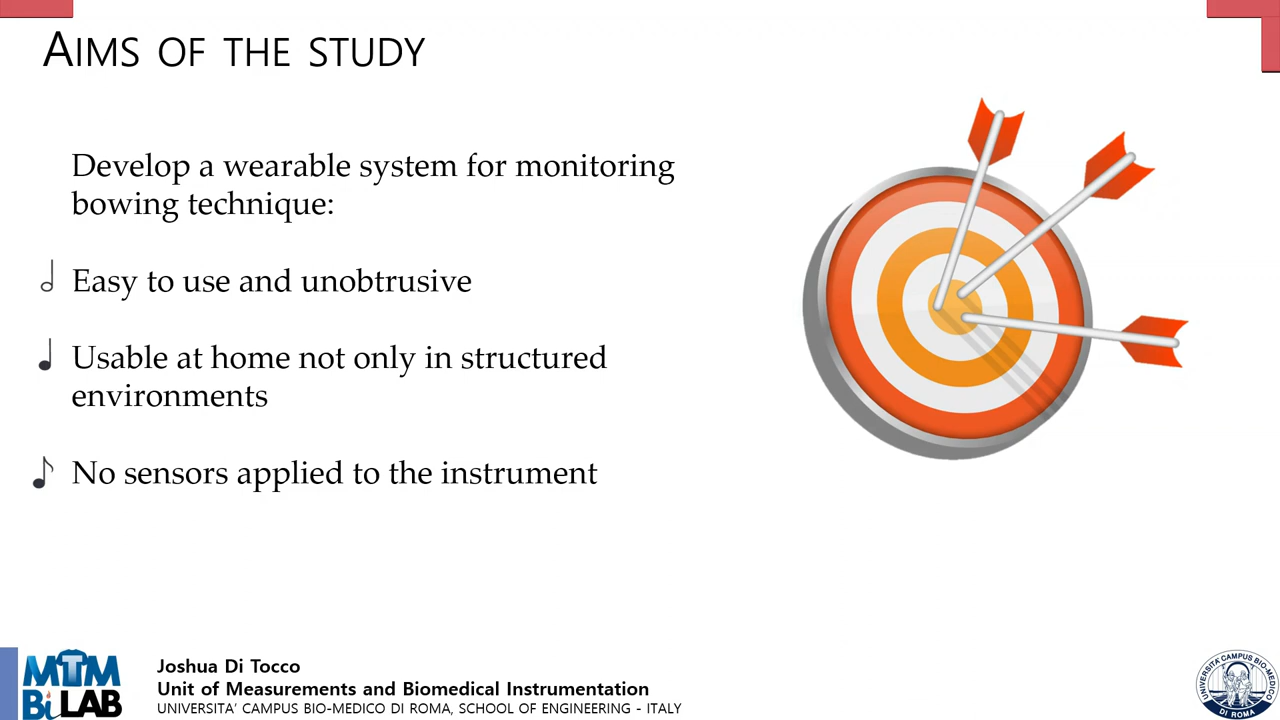 AIMS OF THE STUDY
Develop a wearable system for monitoring
bowing technique:
Easy to use and unobtrusive
Usable at home not only in structured
environments
No sensors applied to the instrument
MTM
Bi LAB
Joshua Di Tocco
Unit of Measurements and Biomedical Instrumentation
UNIVERSITA’ CAMPUS BIO-MEDICO DI ROMA, SCHOOL OF ENGINEERING - ITALY
UNIVERSITÀ CAMPUS BIO-MEDICO
DI ROMA